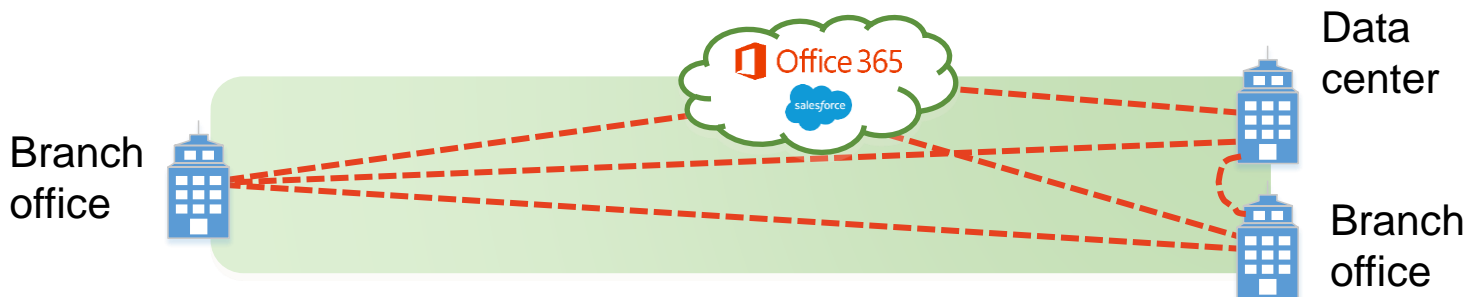 Data
center
Office 365
salesforce
Branch
office
Branch
office